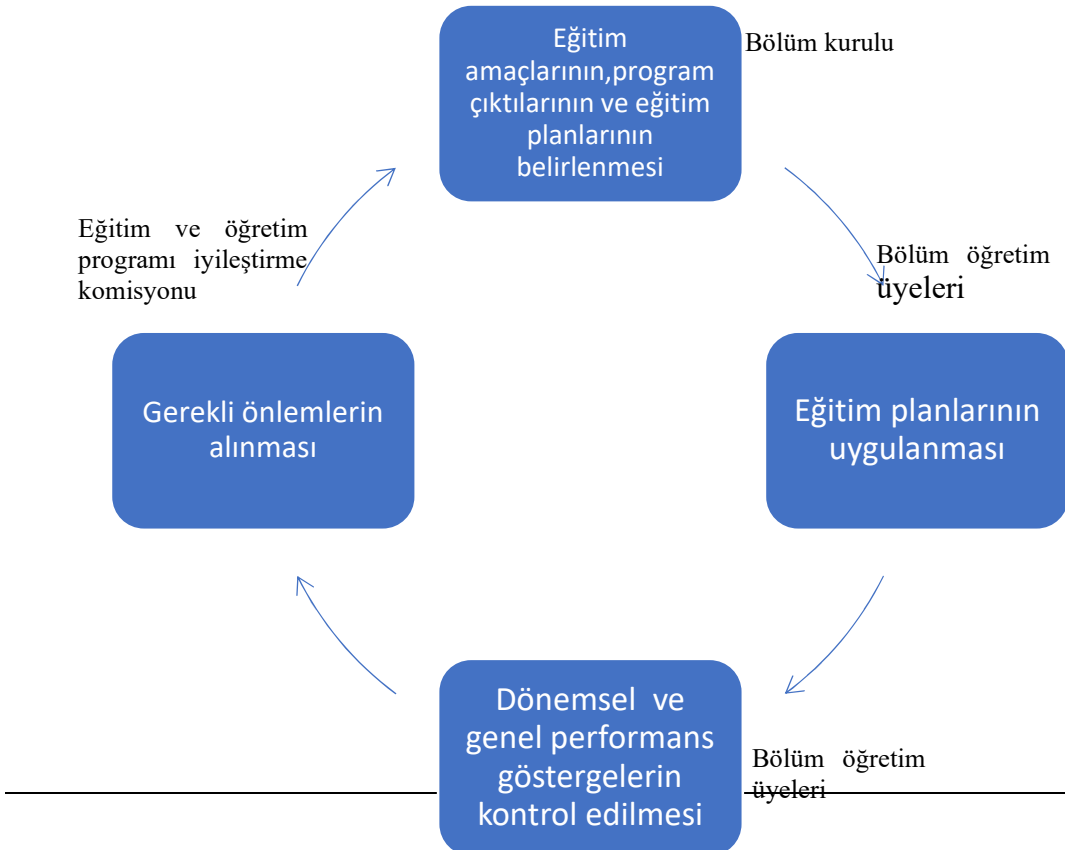 Eğitim
amaçlarının,program
çıktılarının ve eğitim
planlarının
belirlenmesi
Bölüm kurulu
Eğitim ve öğretim
programı iyileştirme
komisyonu
Bölüm öğretim
üyeleri
Gerekli önlemlerin
alınması
Eğitim planlarının
uygulanması
Dönemsel ve
genel performans
göstergelerin
kontrol edilmesi
Bölüm öğretim
üyeleri